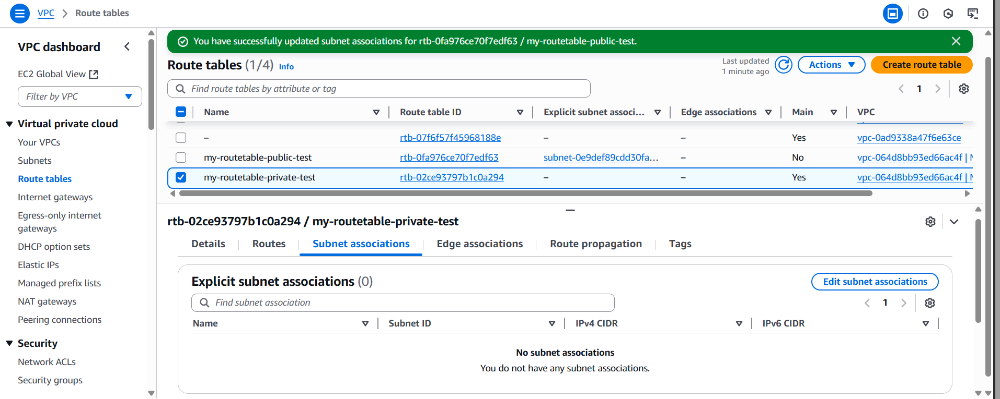 VPC
Route tables
VPC dashboard
EC2 Global View
Filter by VPC
Virtual private cloud
Your VPCs
Subnets
Route tables
Internet gateways
Egress-only internet
gateways
DHCP option sets
Elastic IPs
Managed prefix lists
NAT gateways
Peering connections
Security
Network ACLs
Security groups
You have successfully updated subnet associations for rtb-0fa976ce70f7edf63 / my-routetable-public-test.
Route tables (1/4) Info
Last updated
1 minute ago
Actions
Create route table
Find route tables by attribute or tag
1
Name Route table ID Explicit subnet associ... Edge associations Main VPC
– rtb-07f6f57f45968188e – – Yes vpc-0ad9338a47f6e63ce
my-routetable-public-test rtb-0fa976ce70f7edf63 subnet-0e9def89cdd30fa... – No vpc-064d8bb93ed66ac4f |
my-routetable-private-test rtb-02ce93797b1c0a294 – – Yes vpc-064d8bb93ed66ac4f |
rtb-02ce93797b1c0a294 / my-routetable-private-test
Details Routes Subnet associations Edge associations Route propagation Tags
Explicit subnet associations (0)
Edit subnet associations
Find subnet association
1
Name Subnet ID IPv4 CIDR IPv6 CIDR
No subnet associations
You do not have any subnet associations.